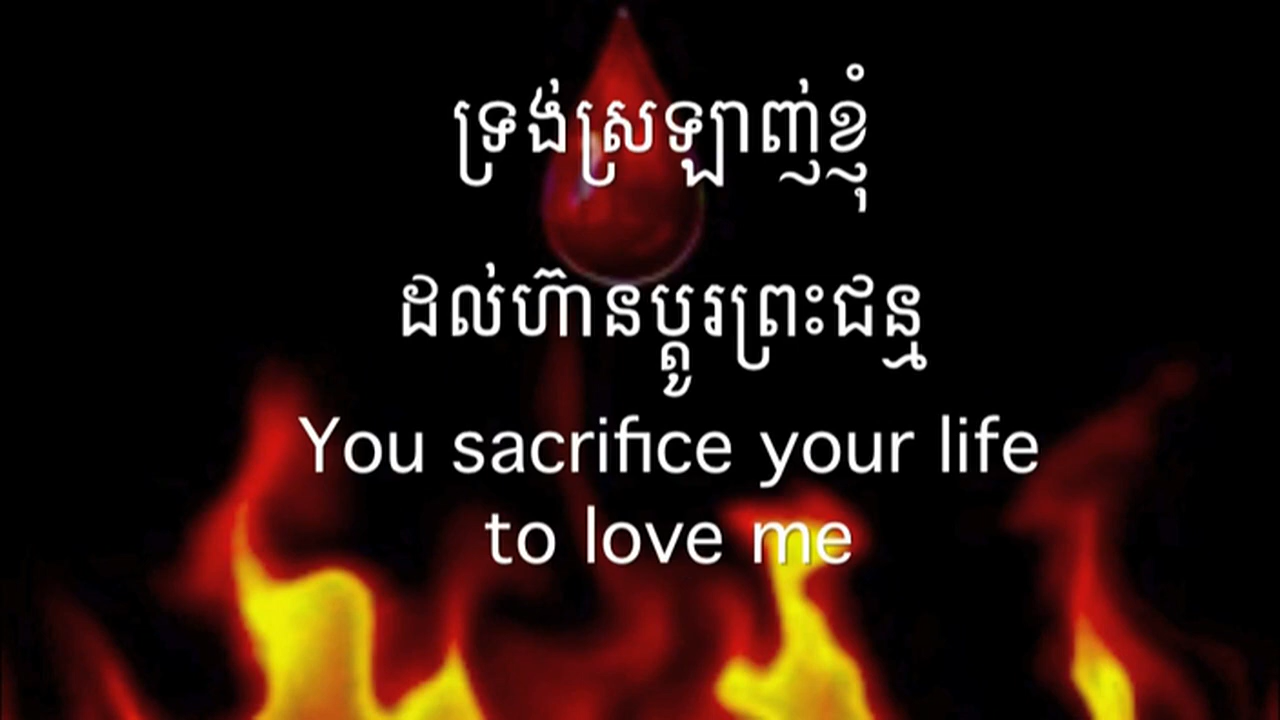 ទ្រង់ស្រឡាញ់ខ្ញុំ
ដល់ហ៊ានប្តូរព្រះជន្ម
You sacrifice your life
to love me